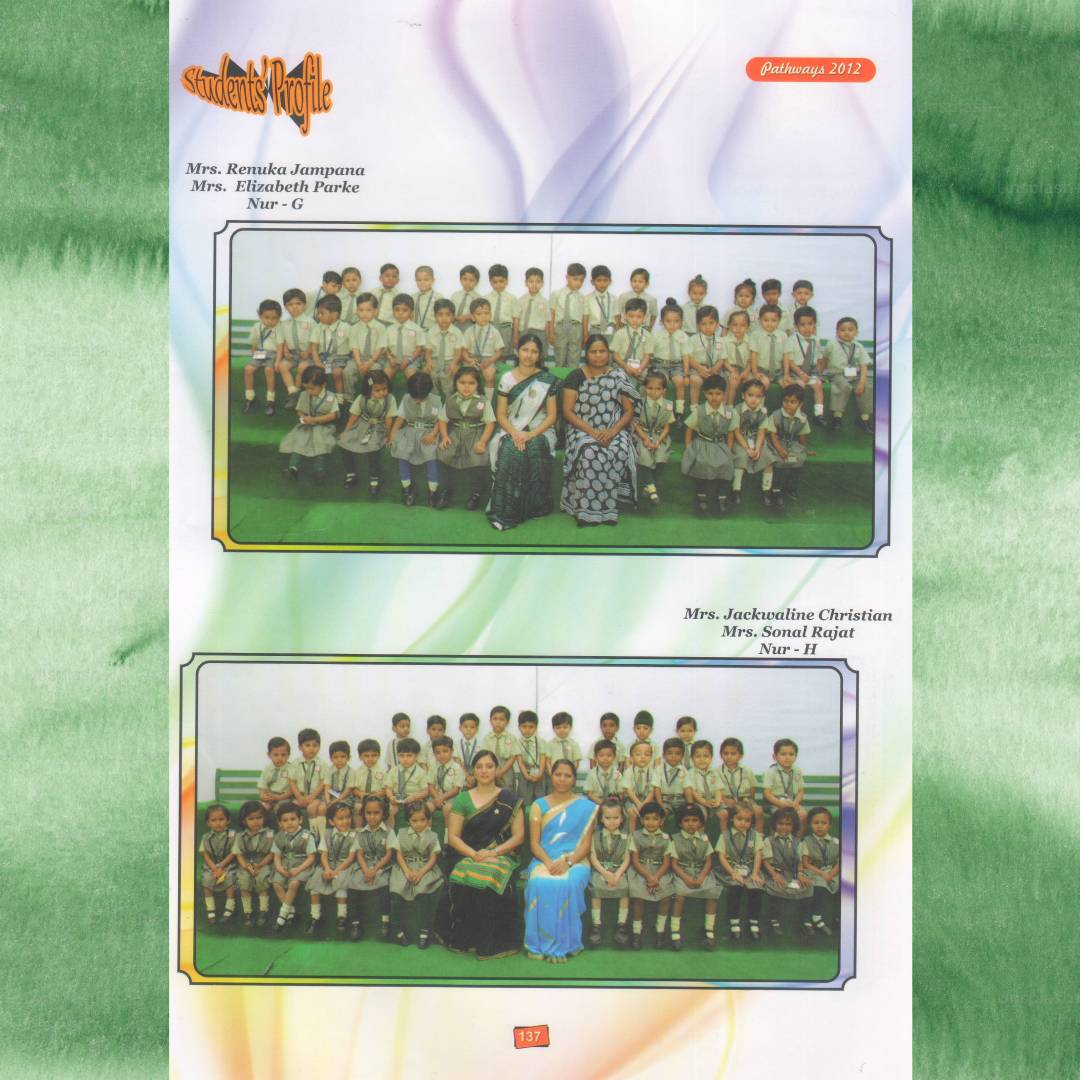 Students' Profile
Pathways 2012
Mrs. Renuka Jampana
Mrs. Elizabeth Parke
Nur - G
Mrs. Jackwaline Christian
Mrs. Sonal Rajat
Nur - H
137